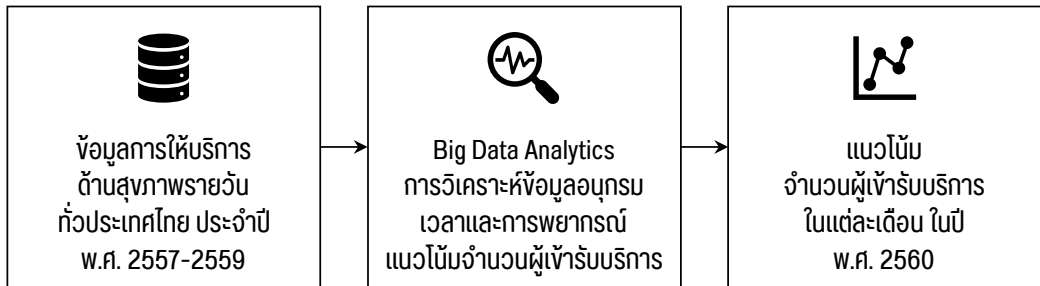 ข้อมูลการให้บริการ
ด้านสุขภาพรายวัน
ทั่วประเทศไทย ประจำปี
พ.ศ. 2557-2559
Big Data Analytics
การวิเคราะห์ข้อมูลอนุกรม
เวลาและการพยากรณ์
แนวโน้มจำนวนผู้เข้ารับบริการ
แนวโน้ม
จำนวนผู้เข้ารับบริการ
ในแต่ละเดือน ในปี
พ.ศ. 2560